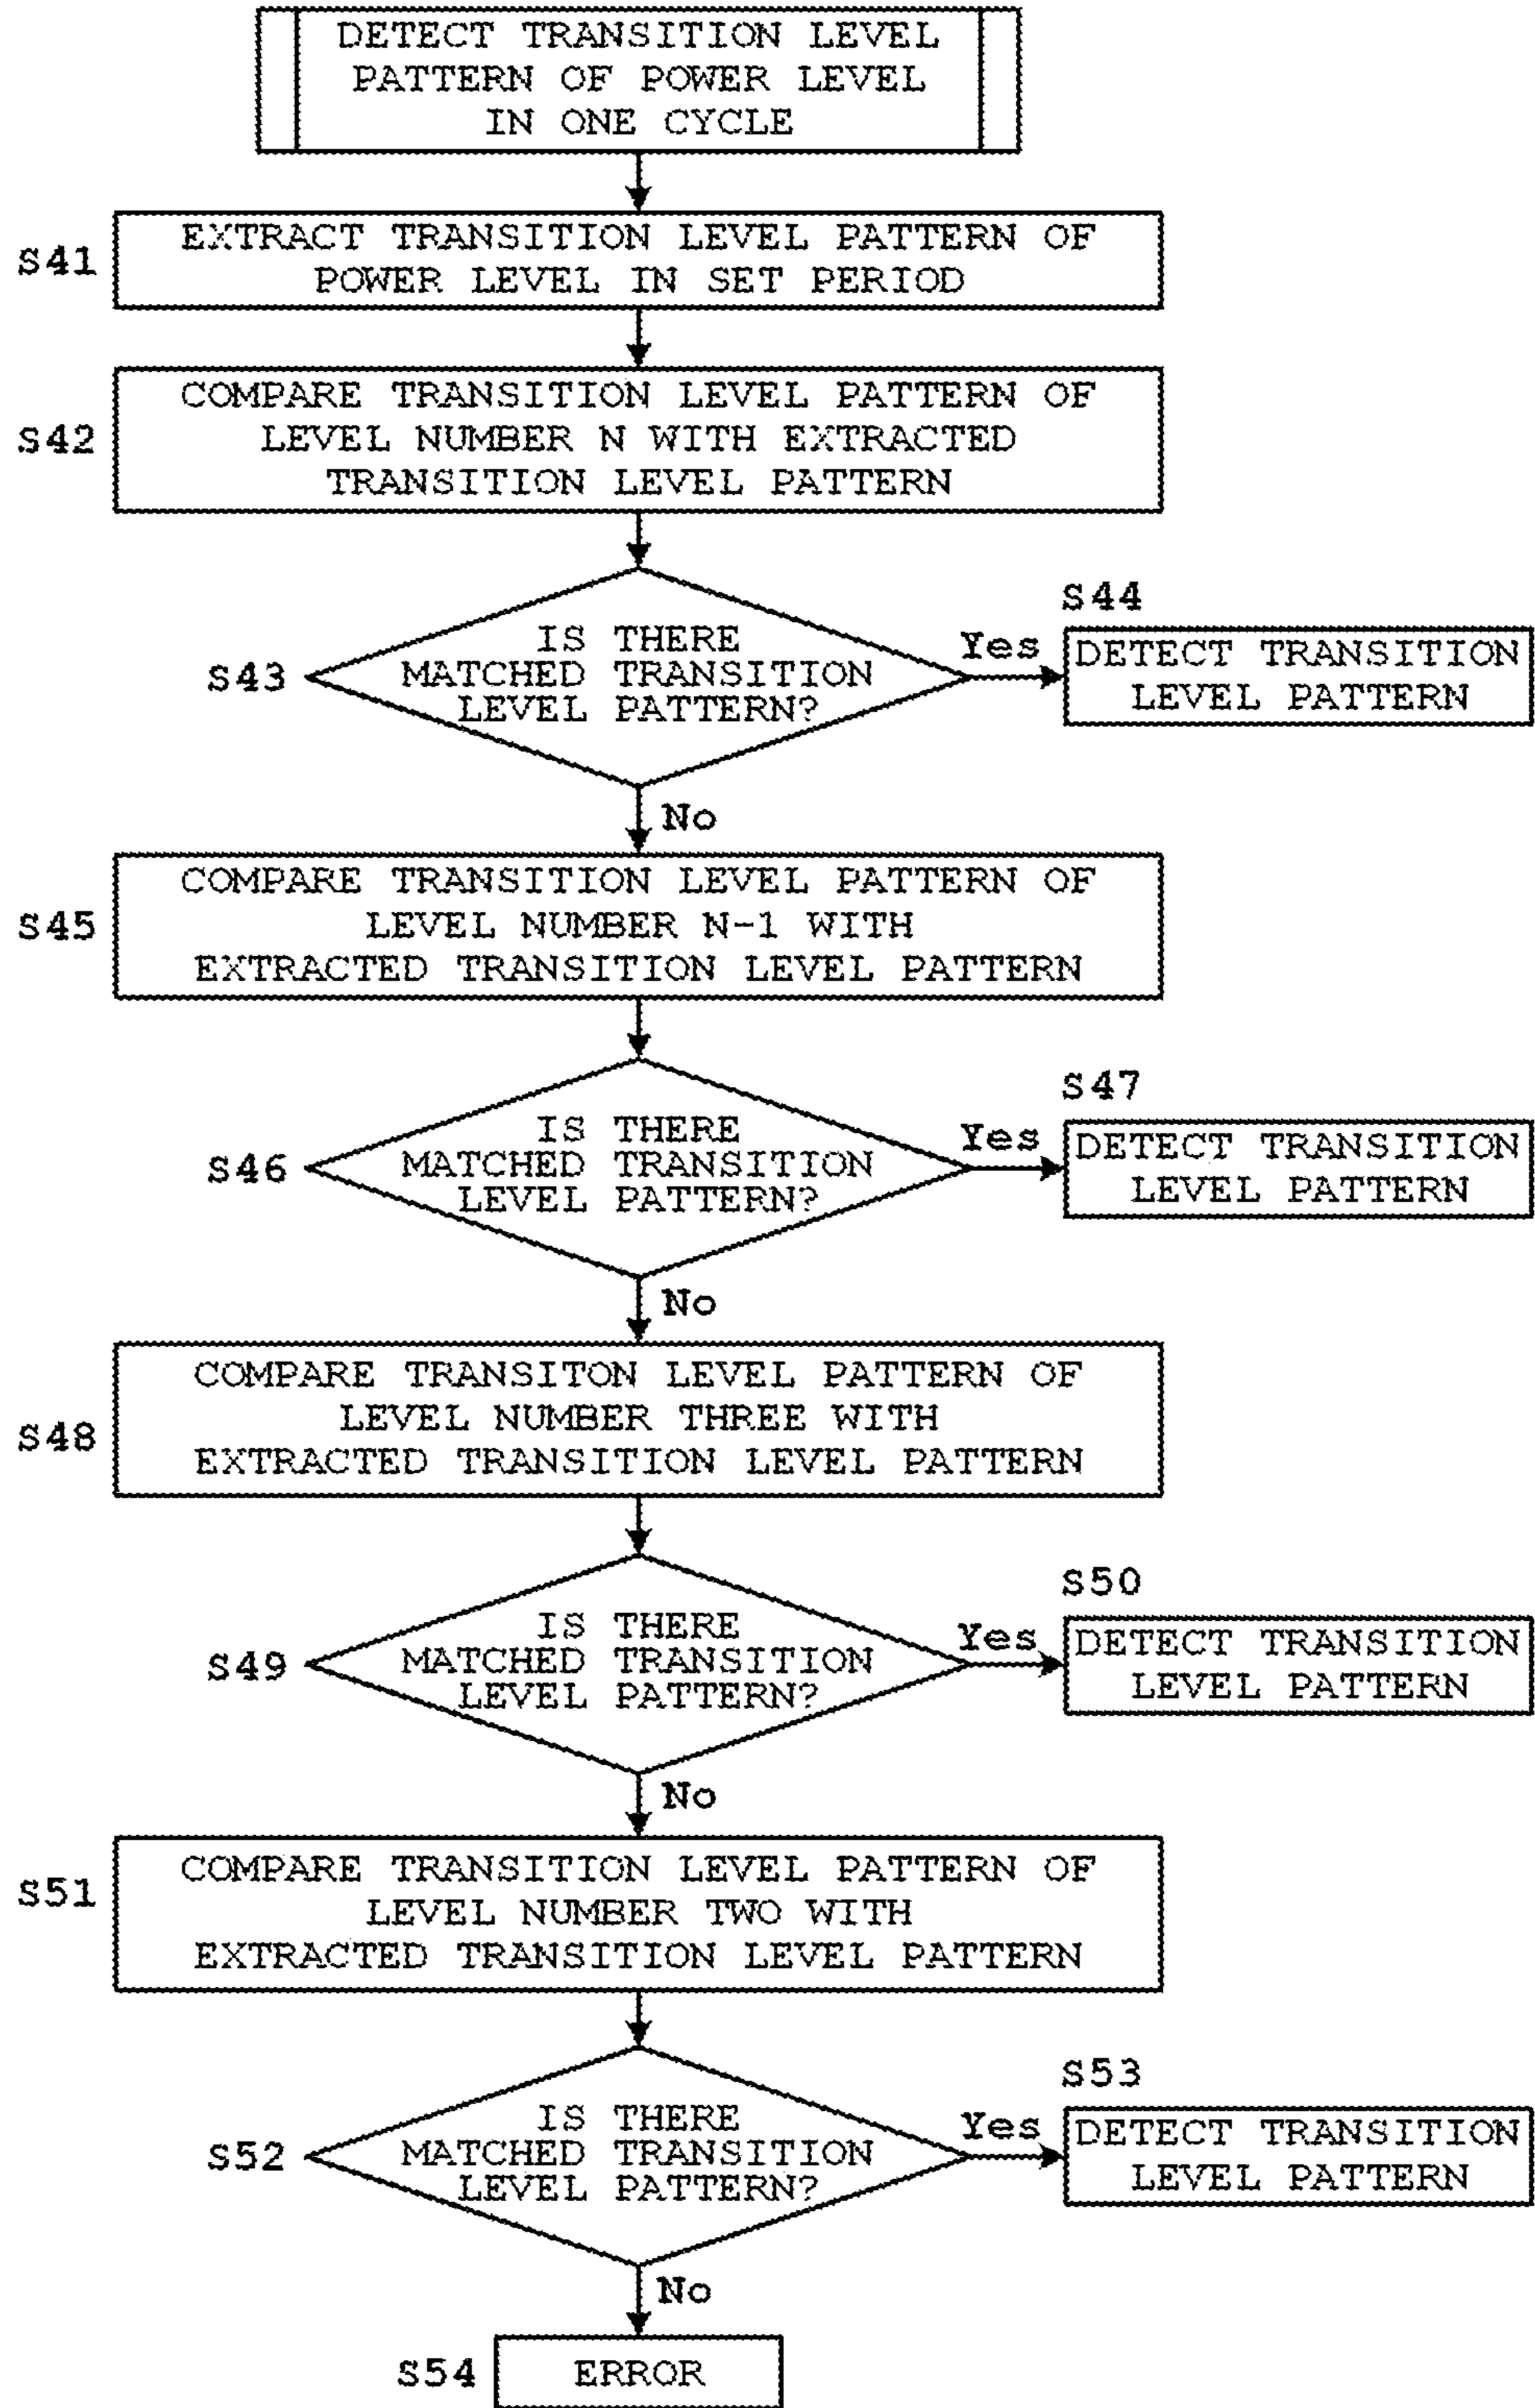 DETECT TRANSITION LEVEL
PATTERN OF POWER LEVEL
IN ONE CYCLE
S41
EXTRACT TRANSITION LEVEL PATTERN OF
POWER LEVEL IN SET PERIOD
S42
COMPARE TRANSITION LEVEL PATTERN OF
LEVEL NUMBER N WITH EXTRACTED
TRANSITION LEVEL PATTERN
S43
IS THERE
MATCHED TRANSITION
LEVEL PATTERN?
Yes
S44
DETECT TRANSITION
LEVEL PATTERN
No
S45
COMPARE TRANSITION LEVEL PATTERN OF
LEVEL NUMBER N-1 WITH
EXTRACTED TRANSITION LEVEL PATTERN
S46
IS THERE
MATCHED TRANSITION
LEVEL PATTERN?
Yes
S47
DETECT TRANSITION
LEVEL PATTERN
No
S48
COMPARE TRANSITON LEVEL PATTERN OF
LEVEL NUMBER THREE WITH
EXTRACTED TRANSITION LEVEL PATTERN
S49
IS THERE
MATCHED TRANSITION
LEVEL PATTERN?
Yes
S50
DETECT TRANSITION
LEVEL PATTERN
No
S51
COMPARE TRANSITION LEVEL PATTERN OF
LEVEL NUMBER TWO WITH
EXTRACTED TRANSITION LEVEL PATTERN
S52
IS THERE
MATCHED TRANSITION
LEVEL PATTERN?
Yes
S53
DETECT TRANSITION
LEVEL PATTERN
No
S54
ERROR